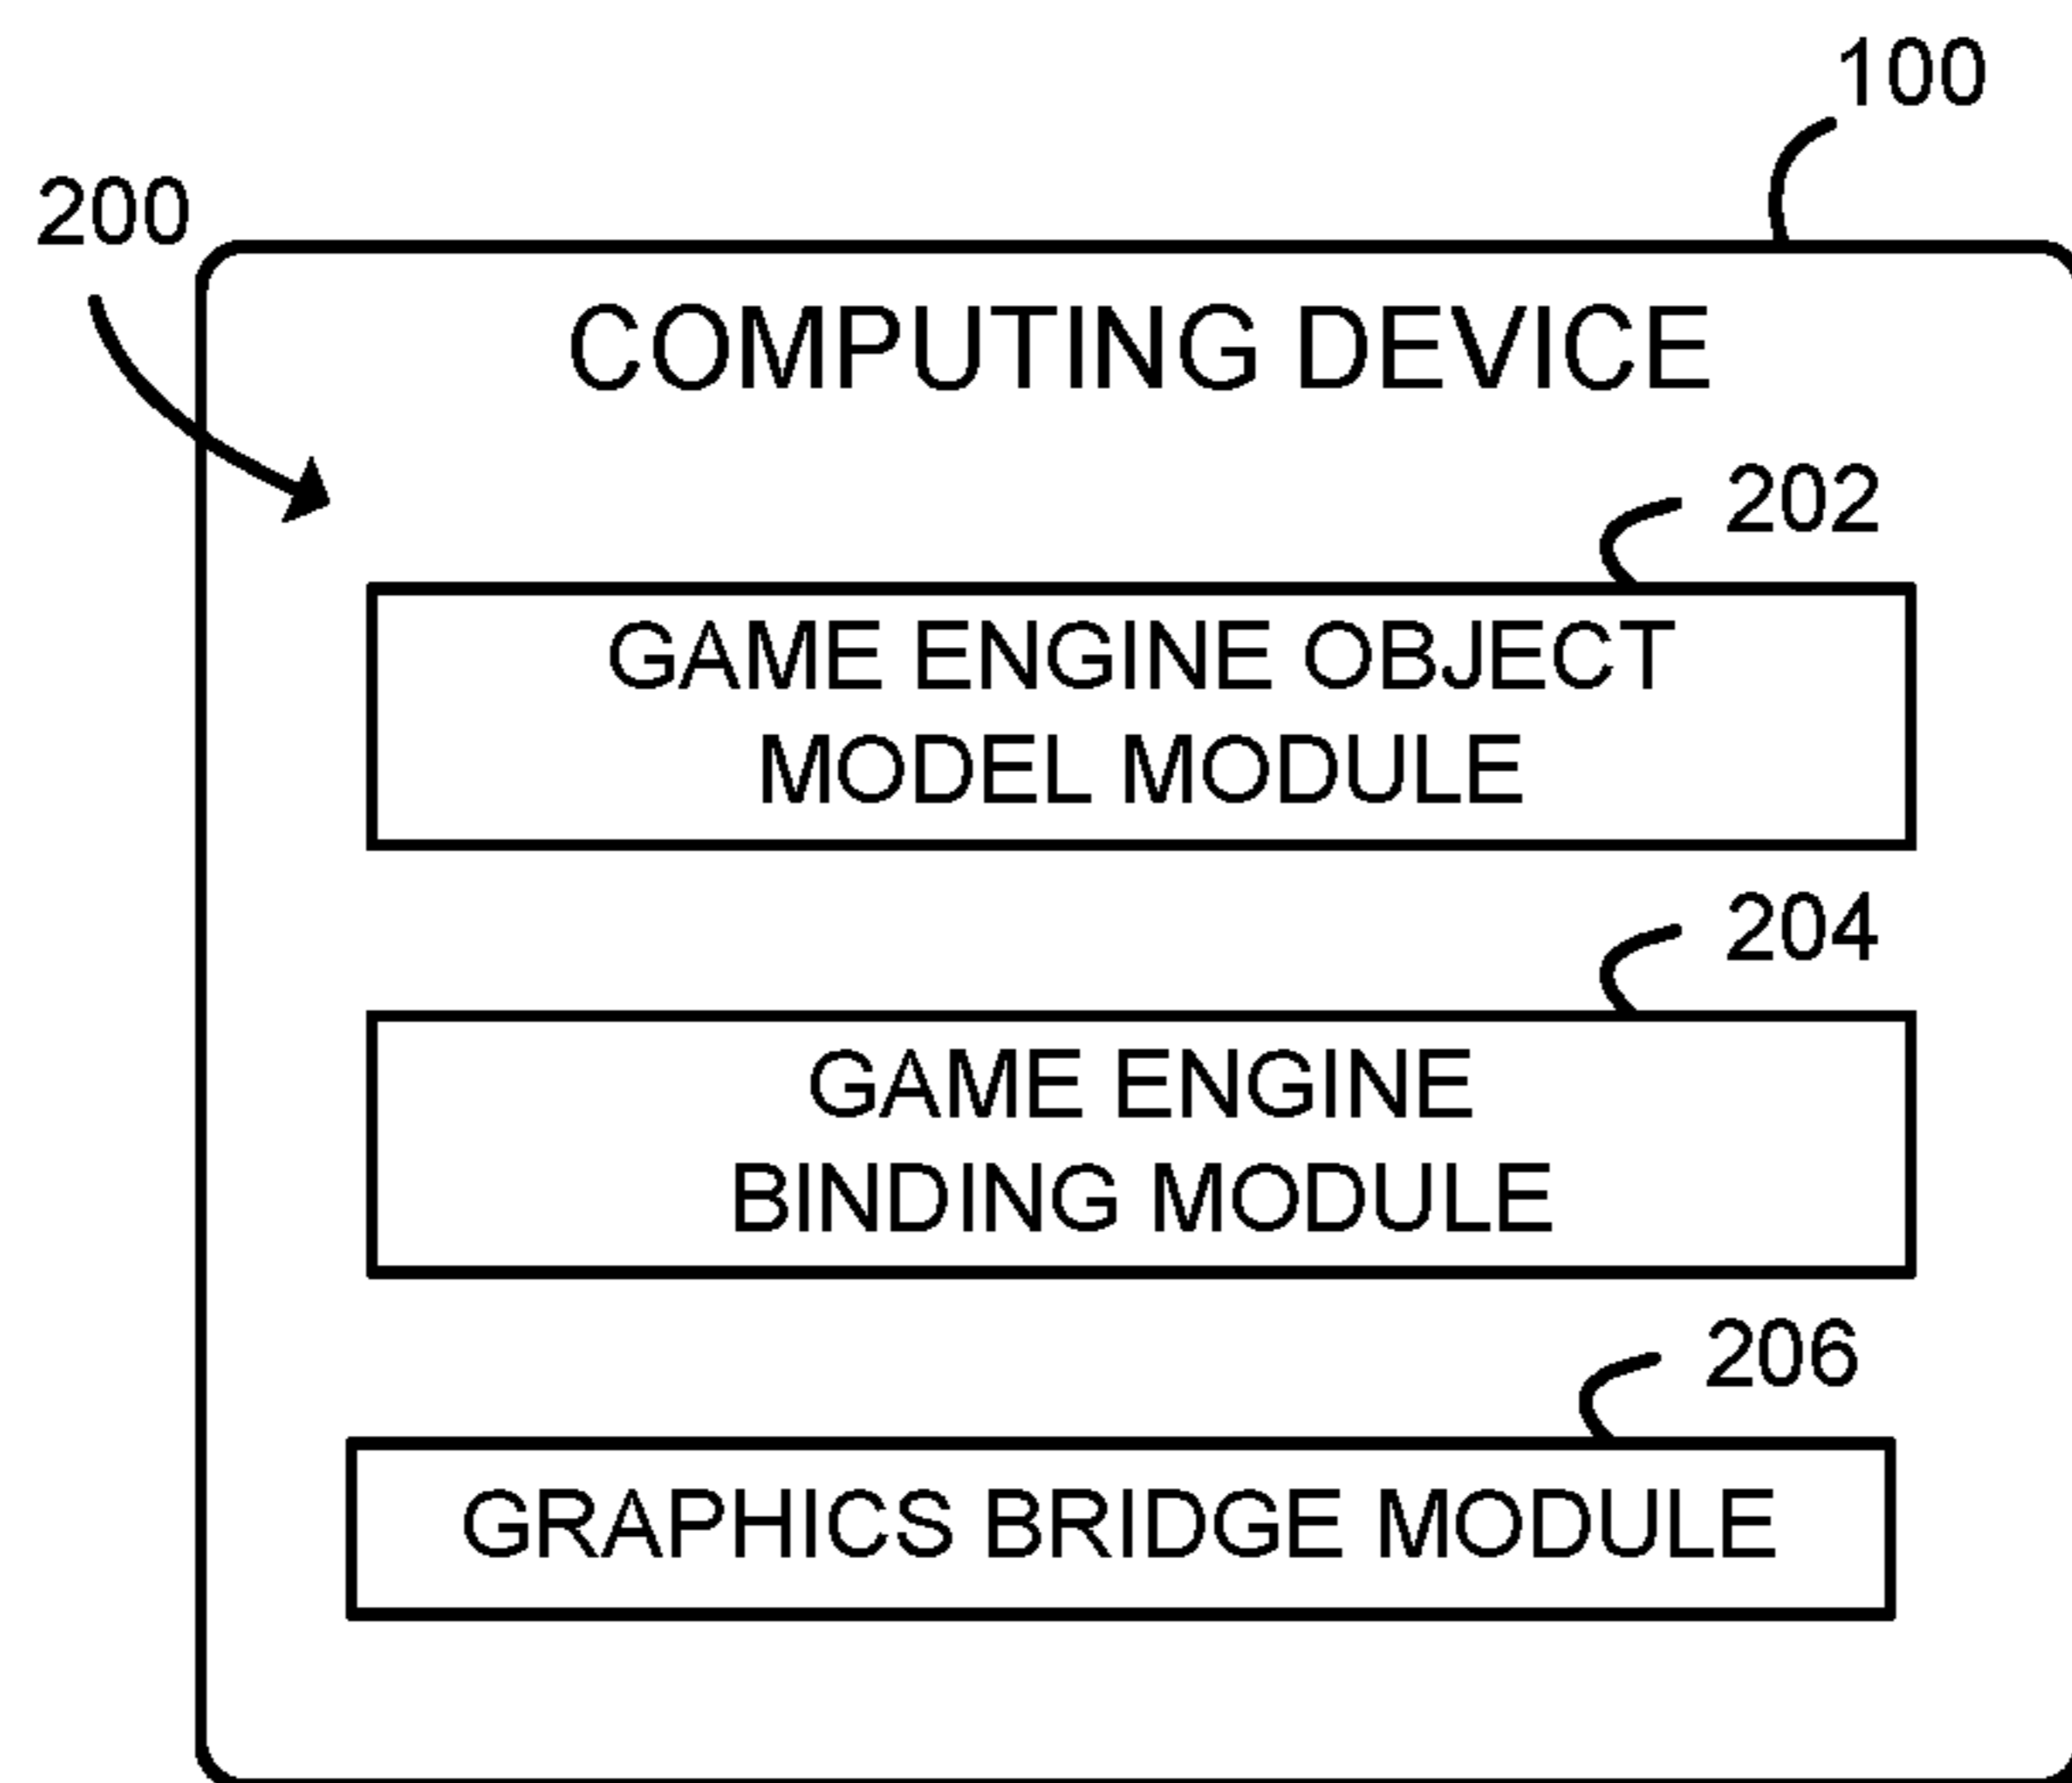 100
200
COMPUTING DEVICE
202
GAME ENGINE OBJECT
MODEL MODULE
204
GAME ENGINE
BINDING MODULE
206
GRAPHICS BRIDGE MODULE